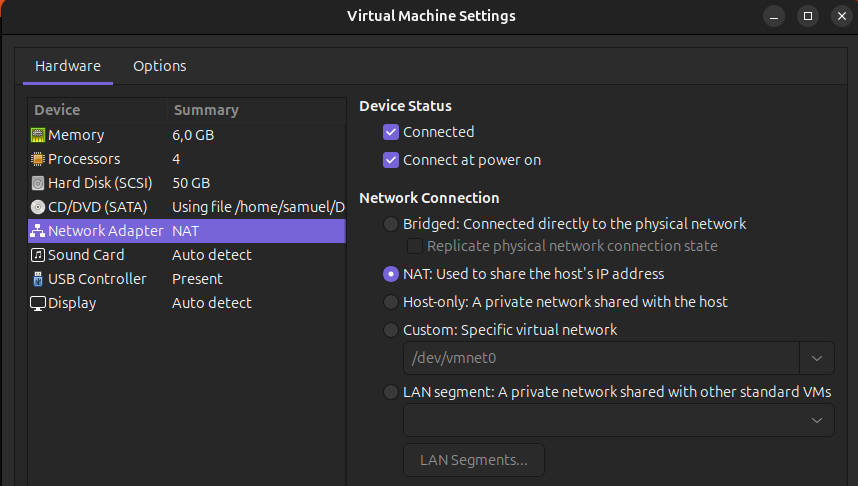 Virtual Machine Settings
Hardware Options
Device Summary
Memory 6,0 GB
Processors 4
Hard Disk (SCSI) 50 GB
CD/DVD (SATA) Using file /home/samuel/D
Network Adapter NAT
Sound Card Auto detect
USB Controller Present
Display Auto detect
Device Status
Connected
Connect at power on
Network Connection
Bridged: Connected directly to the physical network
Replicate physical network connection state
NAT: Used to share the host's IP address
Host-only: A private network shared with the host
Custom: Specific virtual network
/dev/vmnet0
LAN segment: A private network shared with other standard VMs
LAN Segments...